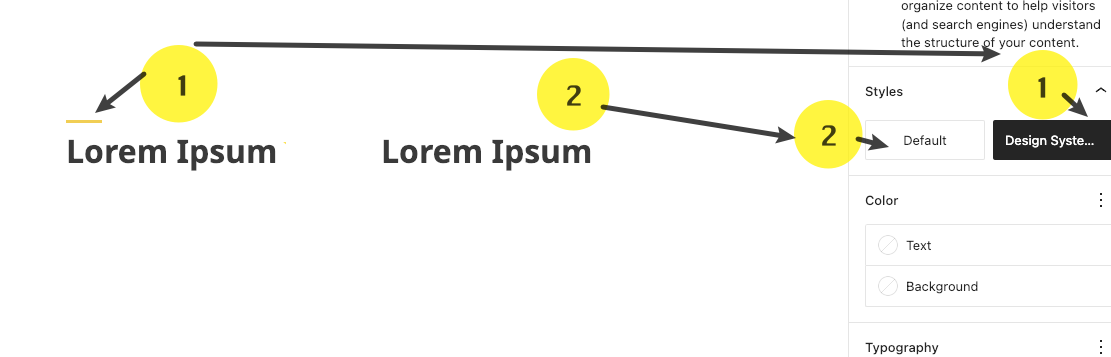 organize content to help visitors
(and search engines) understand
the structure of your content.
1
2
1
Styles
2
Default
Design Syste...
Lorem Ipsum
Lorem Ipsum
Color
Text
Background
Typography